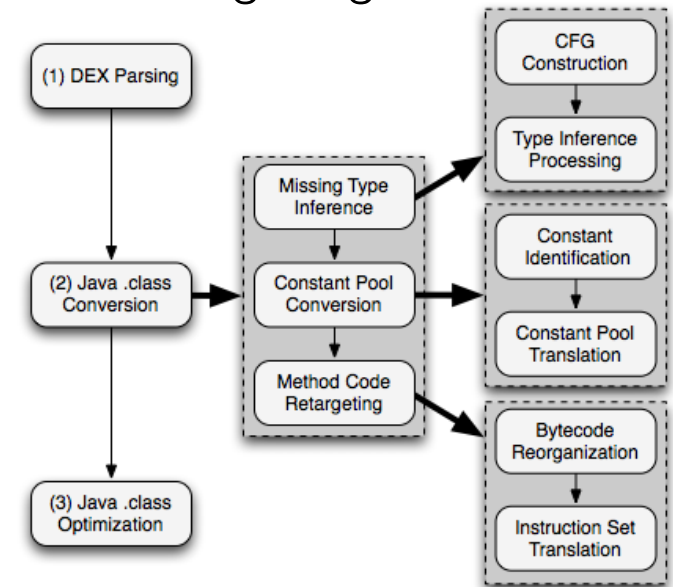 (1) DEX Parsing
(2) Java .class
Conversion
(3) Java .class
Optimization
Missing Type
Inference
Constant Pool
Conversion
Method Code
Retargeting
CFG
Construction
Type Inference
Processing
Constant
Identification
Constant Pool
Translation
Bytecode
Reorganization
Instruction Set
Translation